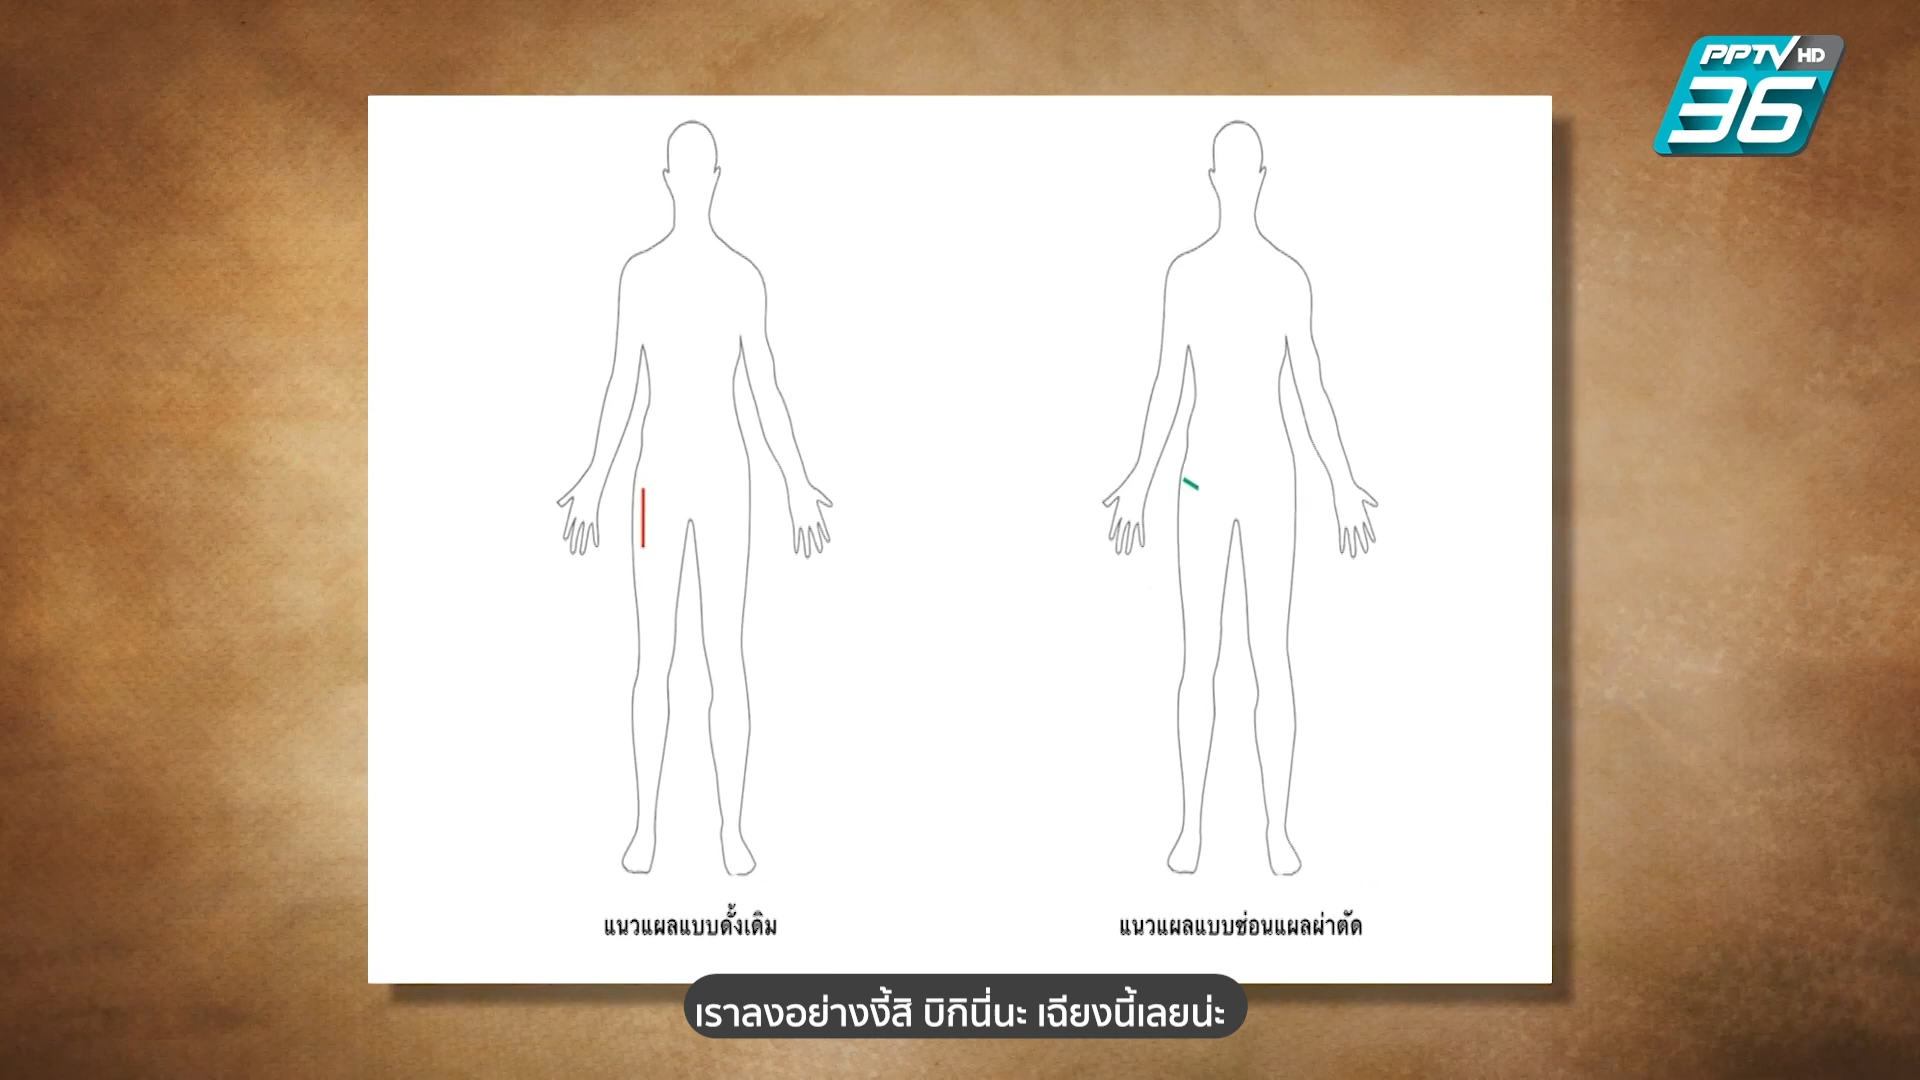 PPTV HD
36
แนวแผลแบบดั้งเดิม
แนวแผลแบบซ่อนแผลผ่าตัด
เราลงอย่างงี้สิ บิกินี่นะ เฉียงนี้เลยน่ะ